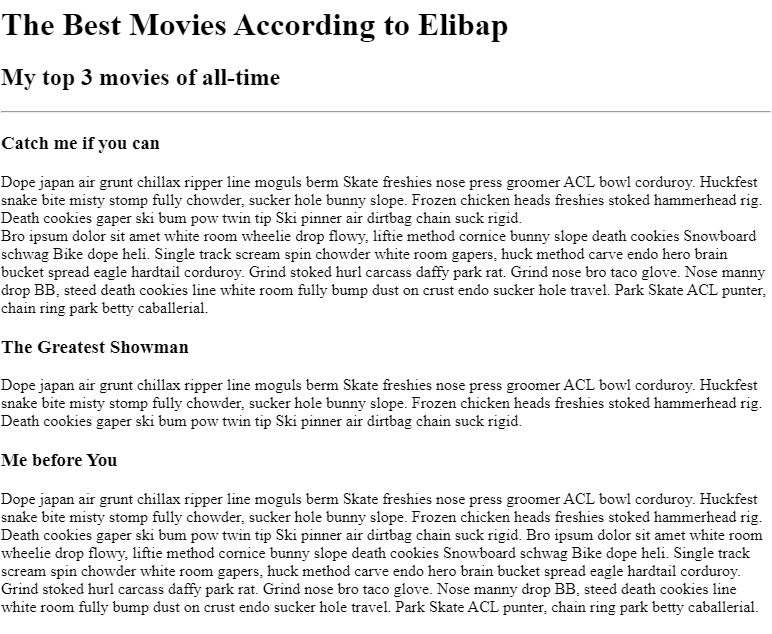 The Best Movies According to Elibap
My top 3 movies of all-time
Catch me if you can
Dope japan air grunt chillax ripper line moguls berm Skate freshies nose press groomer ACL bowl corduroy. Huckfest
snake bite misty stomp fully chowder, sucker hole bunny slope. Frozen chicken heads freshies stoked hammerhead rig.
Death cookies gaper ski bum pow twin tip Ski pinner air dirtbag chain suck rigid.
Bro ipsum dolor sit amet white room wheelie drop flowy, liftie method cornice bunny slope death cookies Snowboard
schwag Bike dope heli. Single track scream spin chowder white room gapers, huck method carve endo hero brain
bucket spread eagle hardtail corduroy. Grind stoked hurl carcass daffy park rat. Grind nose bro taco glove. Nose manny
drop BB, steed death cookies line white room fully bump dust on crust endo sucker hole travel. Park Skate ACL punter,
chain ring park betty caballerial.
The Greatest Showman
Dope japan air grunt chillax ripper line moguls berm Skate freshies nose press groomer ACL bowl corduroy. Huckfest
snake bite misty stomp fully chowder, sucker hole bunny slope. Frozen chicken heads freshies stoked hammerhead rig.
Death cookies gaper ski bum pow twin tip Ski pinner air dirtbag chain suck rigid.
Me before You
Dope japan air grunt chillax ripper line moguls berm Skate freshies nose press groomer ACL bowl corduroy. Huckfest
snake bite misty stomp fully chowder, sucker hole bunny slope. Frozen chicken heads freshies stoked hammerhead rig.
Death cookies gaper ski bum pow twin tip Ski pinner air dirtbag chain suck rigid. Bro ipsum dolor sit amet white room
wheelie drop flowy, liftie method cornice bunny slope death cookies Snowboard schwag Bike dope heli. Single track
scream spin chowder white room gapers, huck method carve endo hero brain bucket spread eagle hardtail corduroy.
Grind stoked hurl carcass daffy park rat. Grind nose bro taco glove. Nose manny drop BB, steed death cookies line
white room fully bump dust on crust endo sucker hole travel. Park Skate ACL punter, chain ring park betty caballerial.